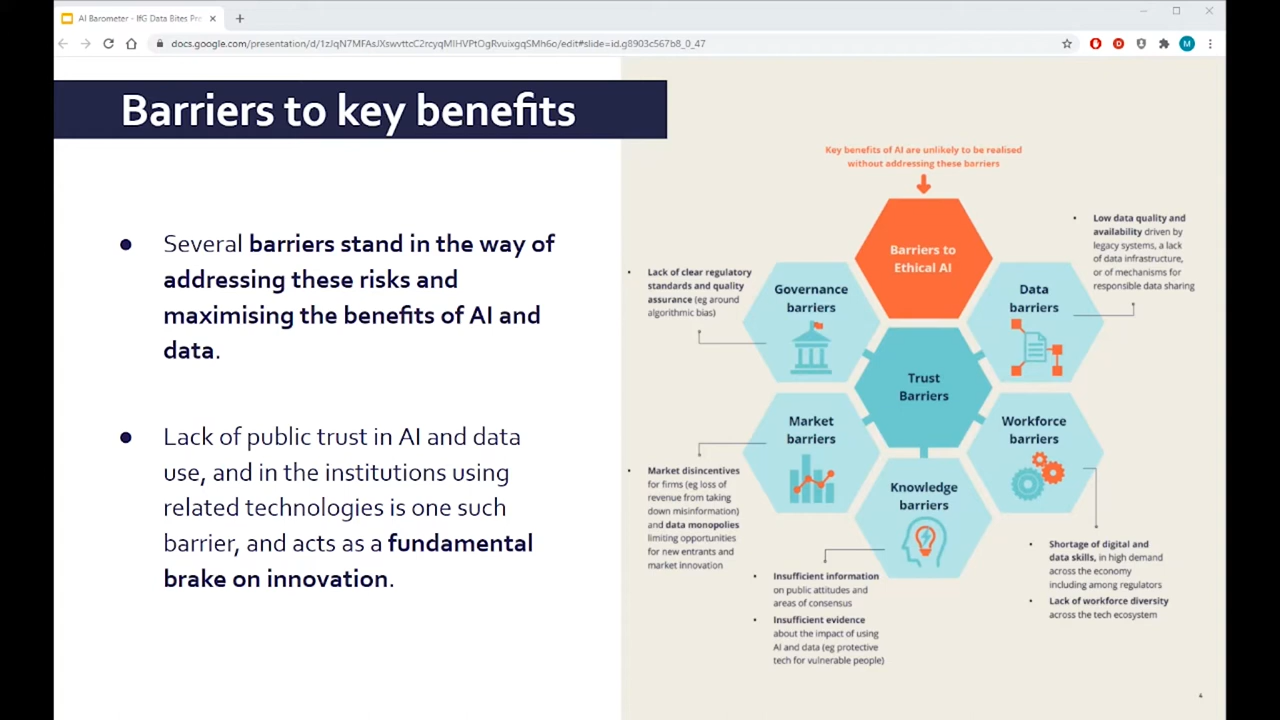 AI Barometer - IfG Data Bites Pre
docs.google.com/presentation/d/1zJqN7MFAsJXswvttcC2rcyqMIHVPtOgRvuixgqSMh6o/edit#slide=id.g8903c567b8_0_47
M
Barriers to key benefits
● Several barriers stand in the way of
addressing these risks and
maximising the benefits of AI and
data.
● Lack of public trust in AI and data
use, and in the institutions using
related technologies is one such
barrier, and acts as a fundamental
brake on innovation.
Key benefits of AI are unlikely to be realised
without addressing these barriers
Barriers to
Ethical AI
• Low data quality and
availability driven by
legacy systems, a lack
of data infrastructure,
or of mechanisms for
responsible data sharing
• Lack of clear regulatory
standards and quality
assurance (eg around
algorithmic bias)
Governance
barriers
Data
barriers
Trust
Barriers
Market
barriers
Workforce
barriers
Knowledge
barriers
• Market disincentives
for firms (eg loss of
revenue from taking
down misinformation)
and data monopolies
limiting opportunities
for new entrants and
market innovation
• Insufficient information
on public attitudes and
areas of consensus
• Insufficient evidence
about the impact of using
AI and data (eg protective
tech for vulnerable people)
• Shortage of digital and
data skills, in high demand
across the economy
including among regulators
• Lack of workforce diversity
across the tech ecosystem
4